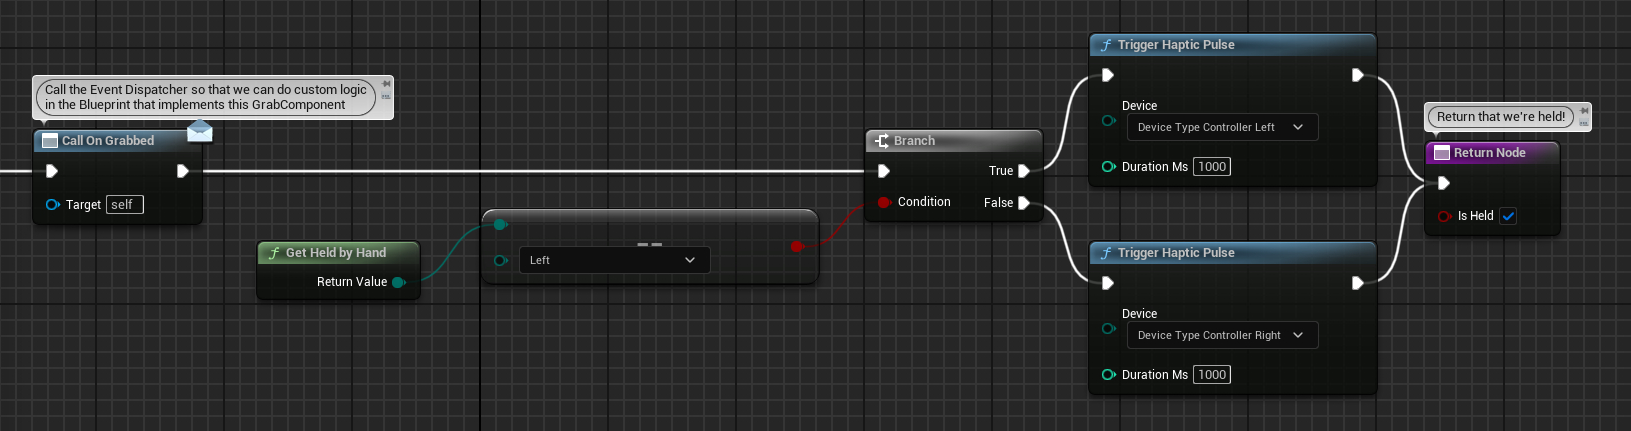 Call the Event Dispatcher so that we can do custom logic
in the Blueprint that implements this GrabComponent
Call On Grabbed
Target self
Get Held by Hand
Return Value
==
Left
Branch
True
Condition
False
Trigger Haptic Pulse
Device
Device Type Controller Left
Duration Ms 1000
Trigger Haptic Pulse
Device
Device Type Controller Right
Duration Ms 1000
Return that we're held!
Return Node
Is Held